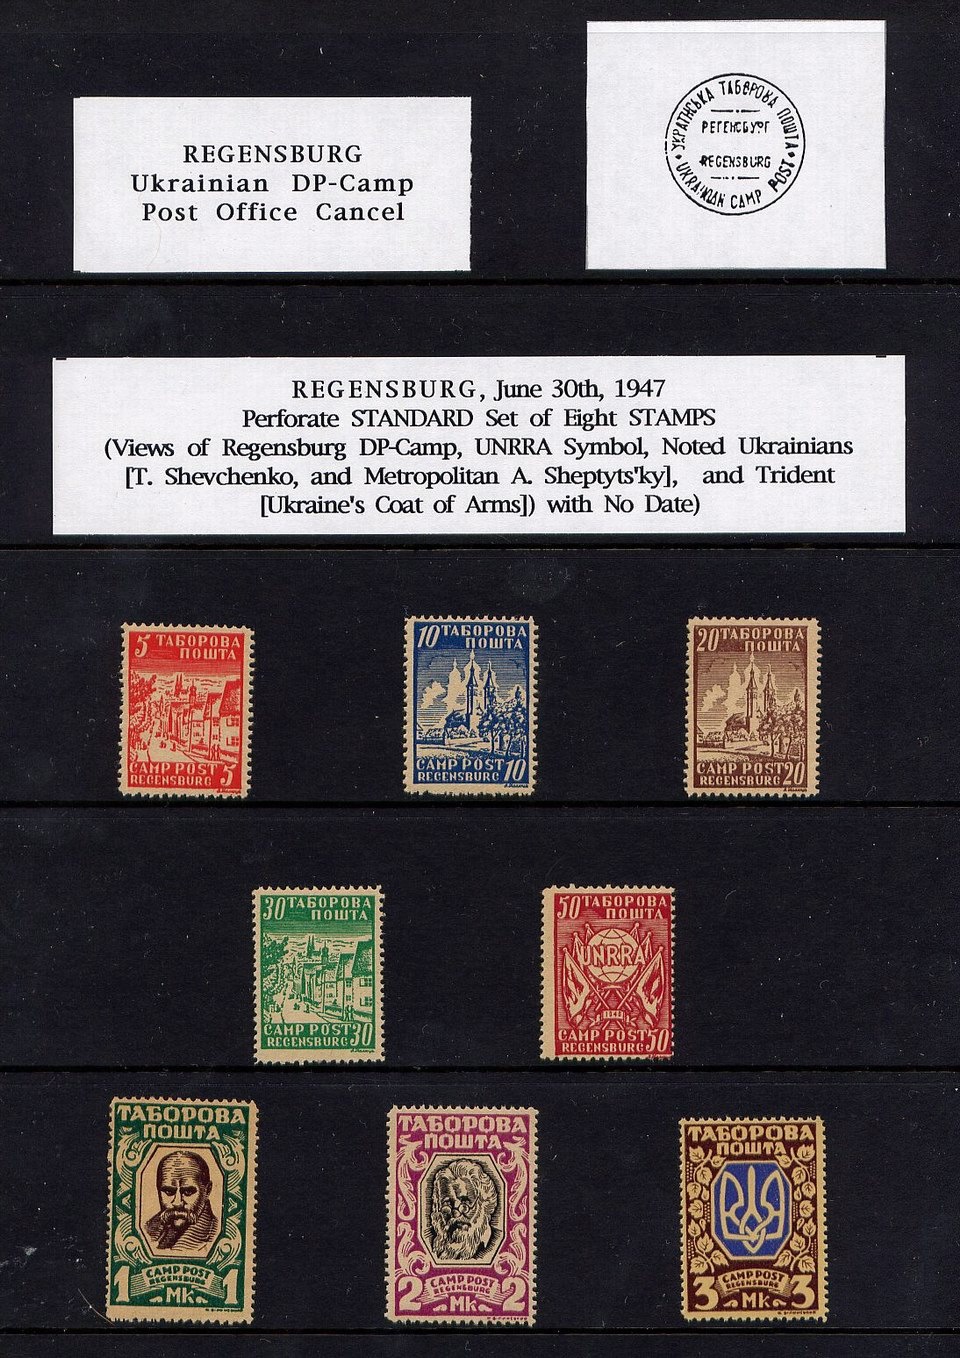 REGENSBURG
Ukrainian DP-Camp
Post Office Cancel
УКРАЇНСЬКА ТАБОРОВА ПОШТА
РЕГЕНСБУРГ
REGENSBURG
UKRAINIAN CAMP POST
REGENSBURG, June 30th, 1947
Perforate STANDARD Set of Eight STAMPS
(Views of Regensburg DP-Camp, UNRRA Symbol, Noted Ukrainians
[T. Shevchenko, and Metropolitan A. Sheptyts'ky], and Trident
[Ukraine's Coat of Arms]) with No Date)
5 ТАБОРОВА
ПОШТА
CAMP POST
REGENSBURG 5
10 ТАБОРОВА
ПОШТА
CAMP POST
REGENSBURG 10
20 ТАБОРОВА
ПОШТА
CAMP POST
REGENSBURG 20
30 ТАБОРОВА
ПОШТА
CAMP POST
REGENSBURG 30
50 ТАБОРОВА
ПОШТА
UNRRA
CAMP POST
REGENSBURG 50
ТАБОРОВА
ПОШТА
CAMP POST
REGENSBURG
1 Mk 1
ТАБОРОВА
ПОШТА
CAMP POST
REGENSBURG
2 Mk 2
ТАБОРОВА
ПОШТА
CAMP POST
REGENSBURG
3 Mk 3